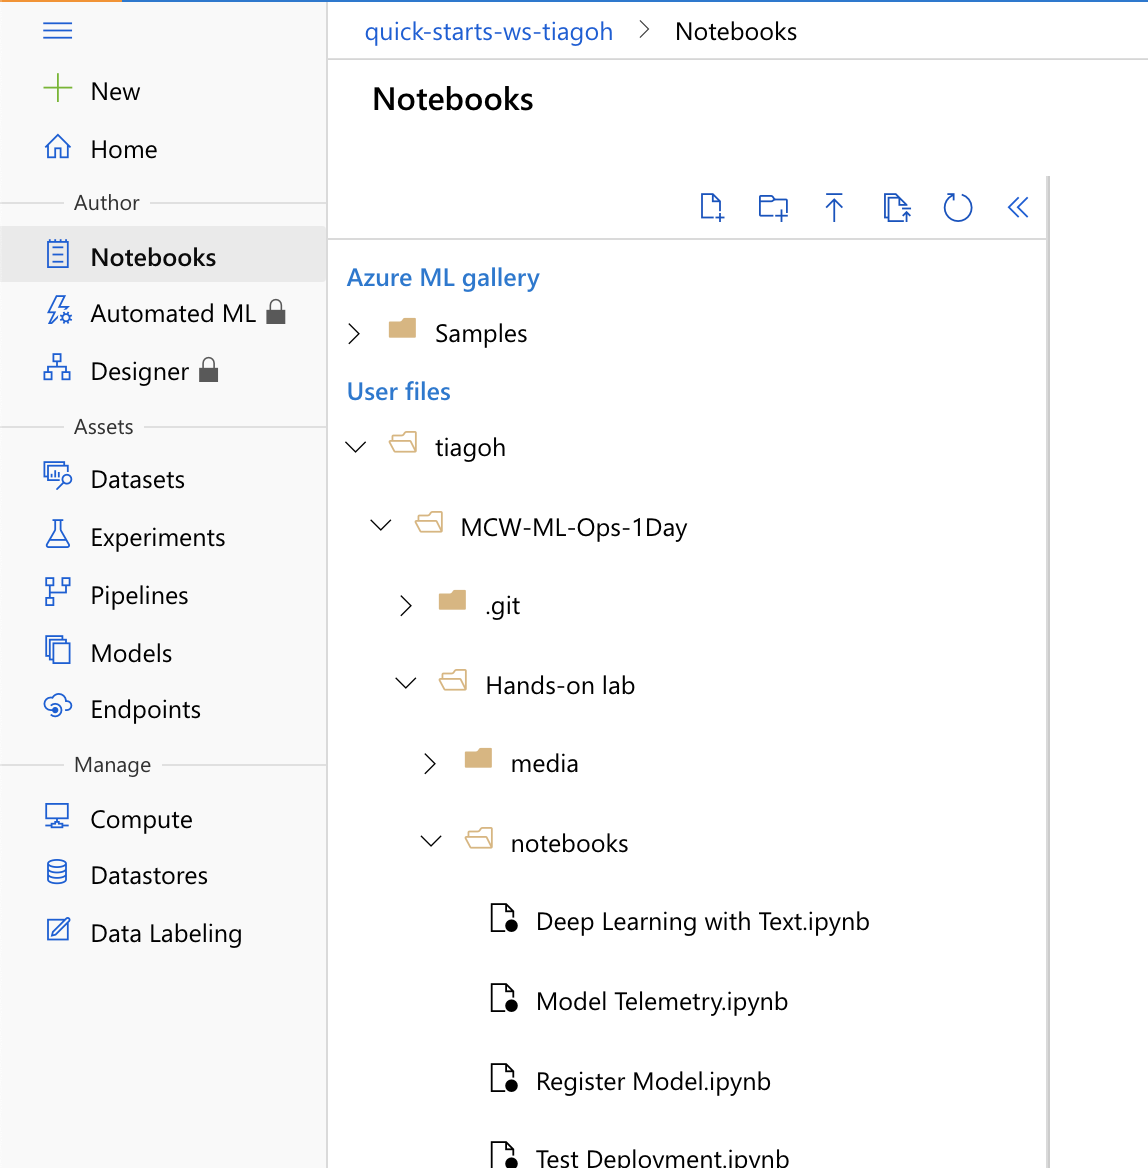 quick-starts-ws-tiagoh > Notebooks
New
Home
Author
Notebooks
Automated ML
Designer
Assets
Datasets
Experiments
Pipelines
Models
Endpoints
Manage
Compute
Datastores
Data Labeling
Notebooks
Azure ML gallery
Samples
User files
tiagoh
MCW-ML-Ops-1Day
.git
Hands-on lab
media
notebooks
Deep Learning with Text.ipynb
Model Telemetry.ipynb
Register Model.ipynb
Test Deployment.ipynb